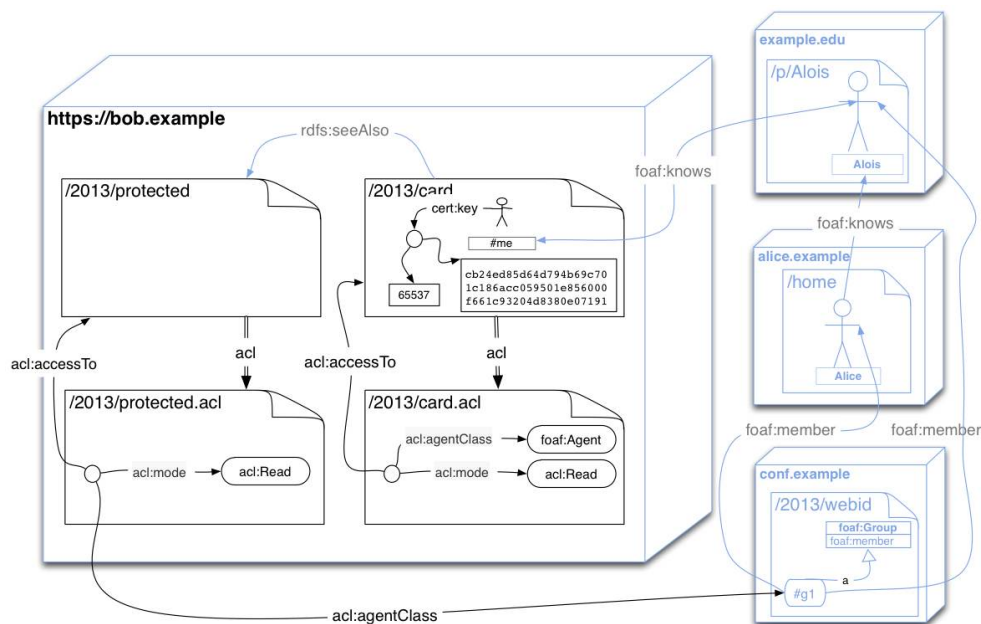 https://bob.example
rdfs:seeAlso
/2013/protected
/2013/card
cert:key
#me
65537
cb24ed85d64d794b69c70
1c186acc059501e856000
f661c93204d8380e07191
acl:accessTo
acl
acl:accessTo
acl
/2013/protected.acl
acl:mode
acl:Read
/2013/card.acl
acl:agentClass
foaf:Agent
acl:mode
acl:Read
acl:agentClass
example.edu
/p/Alois
Alois
foaf:knows
foaf:knows
alice.example
/home
Alice
foaf:member
foaf:member
conf.example
/2013/webid
foaf:Group
foaf:member
a
#g1